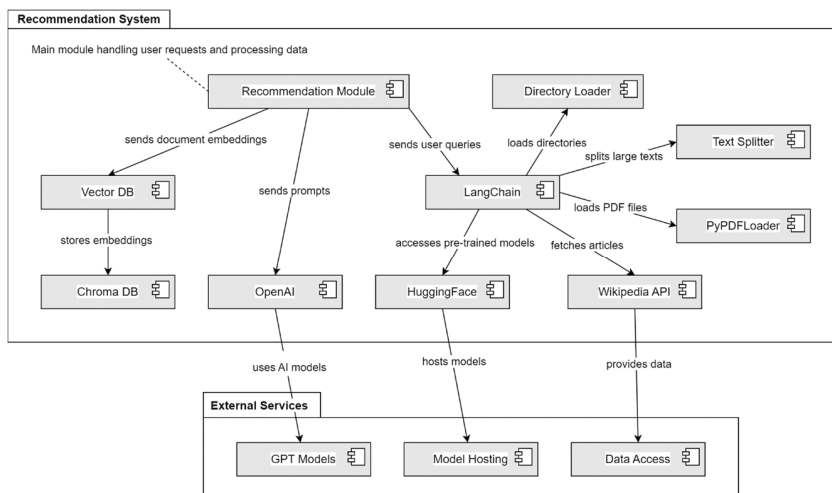 Recommendation System
Main module handling user requests and processing data
Recommendation Module
Directory Loader
sends document embeddings
sends user queries
loads directories
Text Splitter
splits large texts
Vector DB
sends prompts
LangChain
loads PDF files
PyPDFLoader
stores embeddings
accesses pre-trained models
fetches articles
Chroma DB
OpenAI
HuggingFace
Wikipedia API
uses AI models
hosts models
provides data
External Services
GPT Models
Model Hosting
Data Access